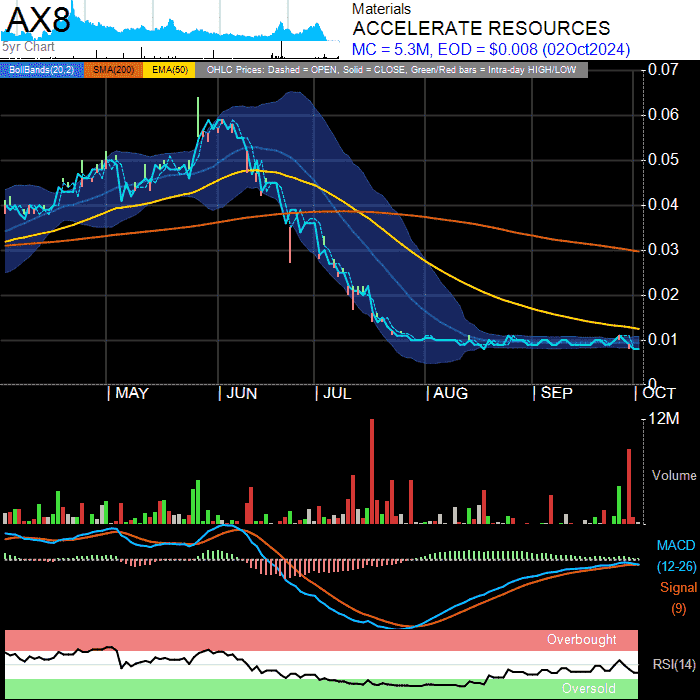 AX8
5yr Chart
Materials
ACCELERATE RESOURCES
MC = 5.3M, EOD = $0.008 (02Oct2024)
BollBands(20,2) SMA(200) EMA(50) OHLC Prices: Dashed = OPEN, Solid = CLOSE, Green/Red bars = Intra-day HIGH/LOW
0.07
0.06
0.05
0.04
0.03
0.02
0.01
0
MAY JUN JUL AUG SEP OCT
12M
Volume
MACD
(12-26)
Signal
(9)
Overbought
RSI(14)
Oversold